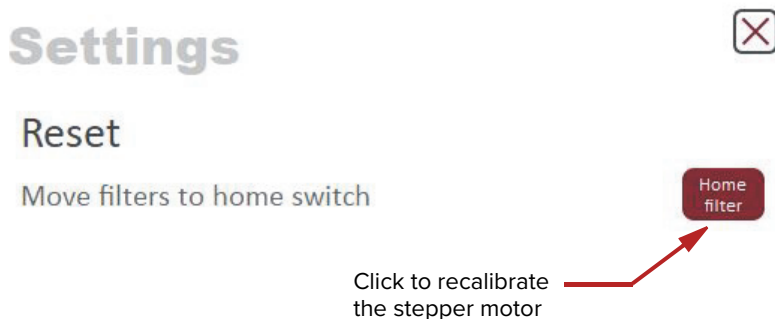 Settings
Reset
Move filters to home switch
Home
filter
Click to recalibrate
the stepper motor